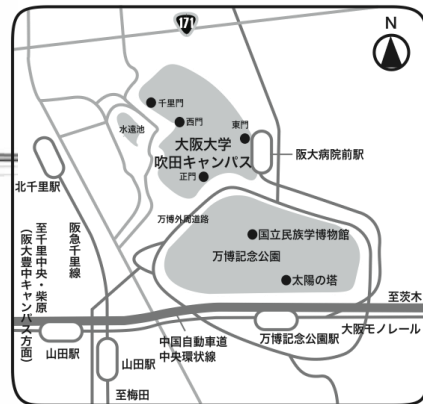 171
N
千里門
西門
東門
水遠池
大阪大学
吹田キャンパス
正門
阪大病院前駅
北千里駅
万博外周道路
国立民族学博物館
万博記念公園
太陽の塔
阪急千里線
至千里中央・柴原
（阪大豊中キャンパス方面）
至茨木
大阪モノレール
中国自動車道
中央環状線
万博記念公園駅
山田駅
山田駅
至梅田